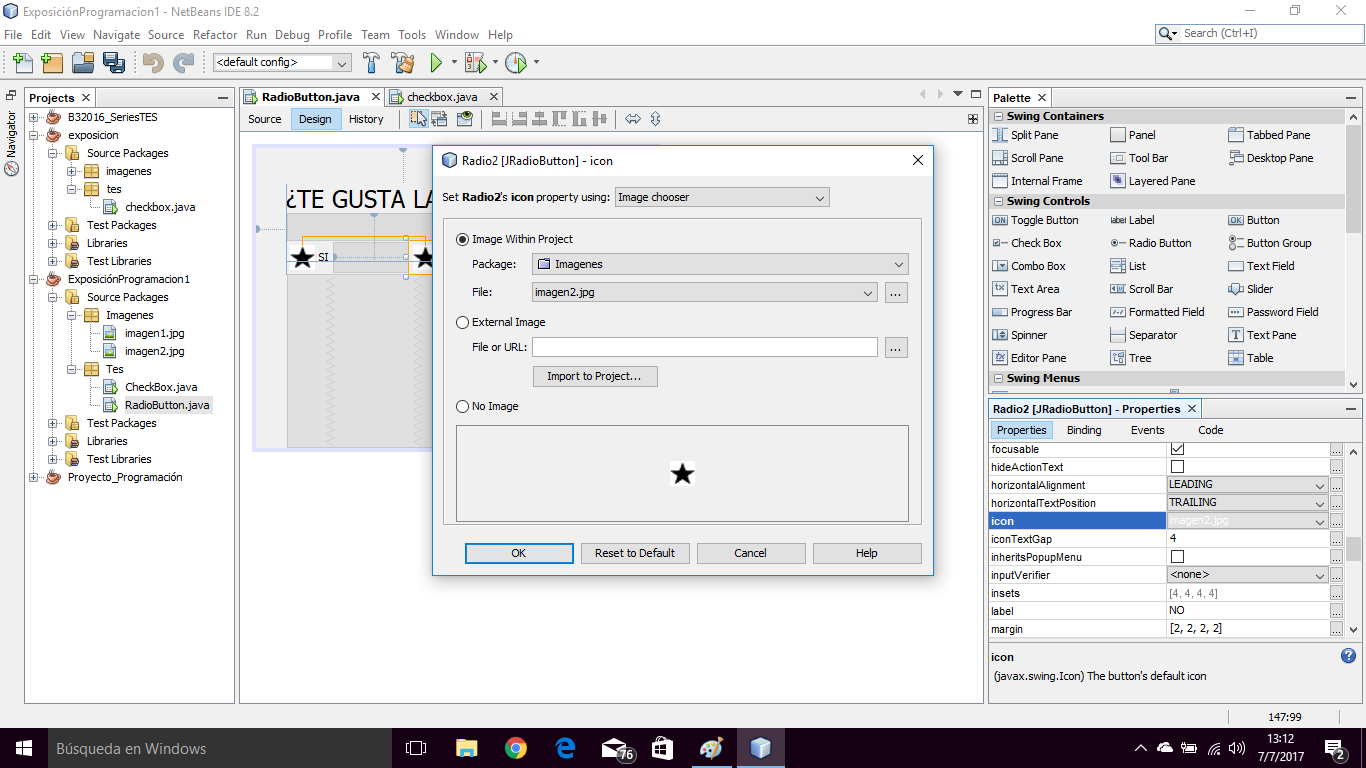 ExposiciónProgramacion1 - NetBeans IDE 8.2
File Edit View Navigate Source Refactor Run Debug Profile Team Tools Window Help
Search (Ctrl+I)
<default config>
Navigator
Projects
B32016_SeriesTES
exposicion
Source Packages
imagenes
tes
checkbox.java
Test Packages
Libraries
Test Libraries
ExposiciónProgramacion1
Source Packages
Imagenes
imagen1.jpg
imagen2.jpg
Tes
CheckBox.java
RadioButton.java
Test Packages
Libraries
Test Libraries
Proyecto_Programación
RadioButton.java checkbox.java
Source Design History
¿TE GUSTA LA
SI
Radio2 [JRadioButton] - icon
Set Radio2's icon property using: Image chooser
Image Within Project
Package: Imagenes
File: imagen2.jpg ...
External Image
File or URL: ...
Import to Project...
No Image
OK Reset to Default Cancel Help
Palette
Swing Containers
Split Pane Panel Tabbed Pane
Scroll Pane Tool Bar Desktop Pane
Internal Frame Layered Pane
Swing Controls
Toggle Button Label Button
Check Box Radio Button Button Group
Combo Box List Text Field
Text Area Scroll Bar Slider
Progress Bar Formatted Field Password Field
Spinner Separator Text Pane
Editor Pane Tree Table
Swing Menus
Radio2 [JRadioButton] - Properties
Properties Binding Events Code
focusable ...
hideActionText ...
horizontalAlignment LEADING ...
horizontalTextPosition TRAILING ...
icon imagen2.jpg ...
iconTextGap 4 ...
inheritsPopupMenu ...
inputVerifier <none> ...
insets [4, 4, 4, 4] ...
label NO ...
margin [2, 2, 2, 2] ...
icon
(javax.swing.Icon) The button's default icon
147:99
Búsqueda en Windows
76
13:12
7/7/2017
2